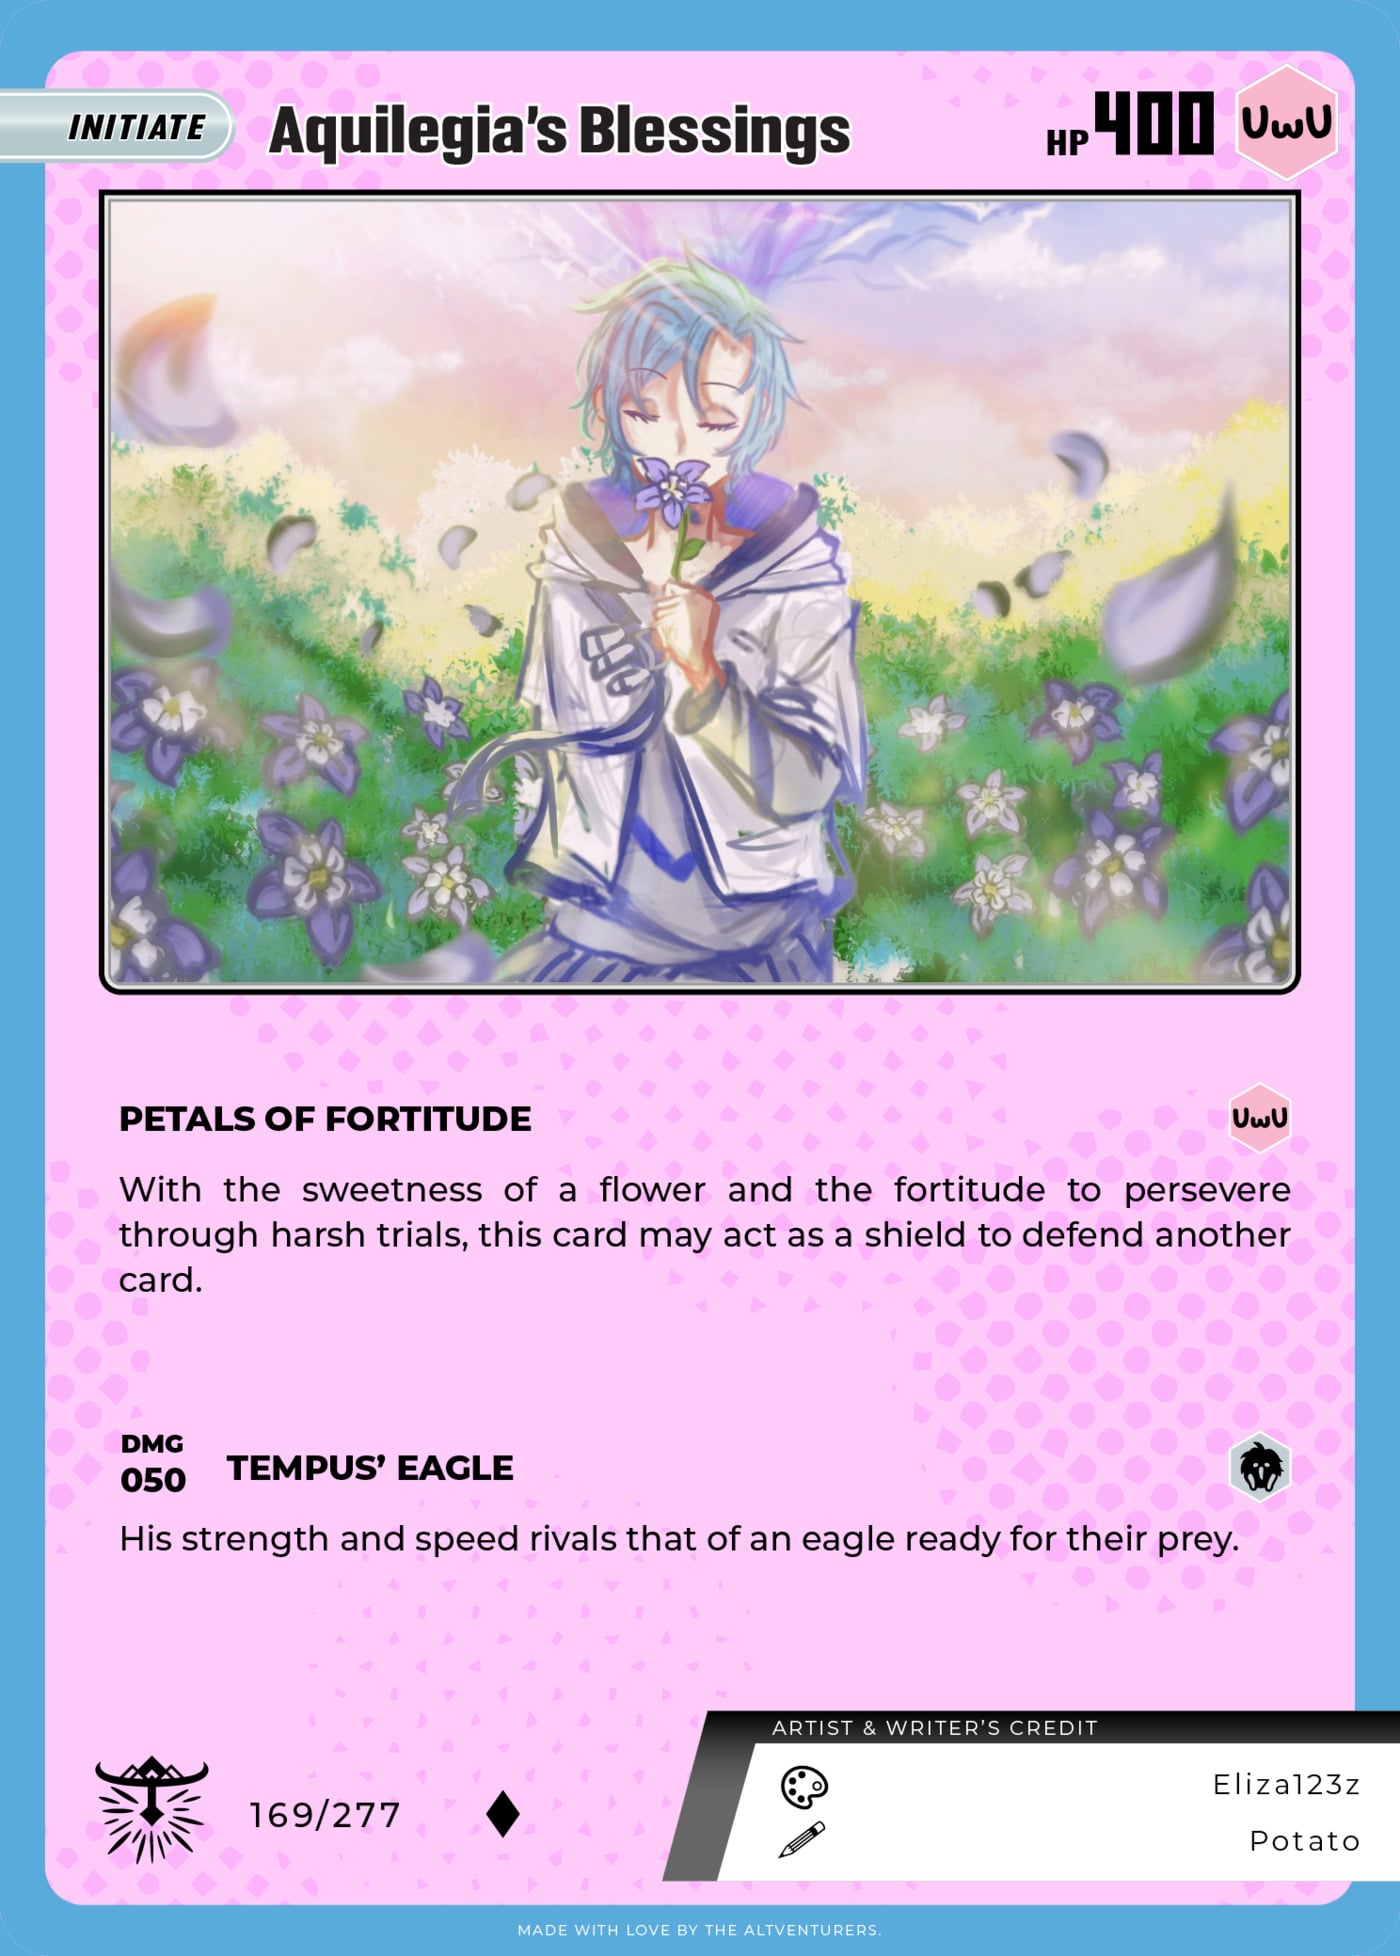 INITIATE
Aquilegia's Blessings
HP 400
UwU
PETALS OF FORTITUDE
UwU
With the sweetness of a flower and the fortitude to persevere
through harsh trials, this card may act as a shield to defend another
card.
DMG
050
TEMPUS' EAGLE
His strength and speed rivals that of an eagle ready for their prey.
ARTIST & WRITER'S CREDIT
Eliza123z
Potato
169/277
MADE WITH LOVE BY THE ALTVENTURERS.